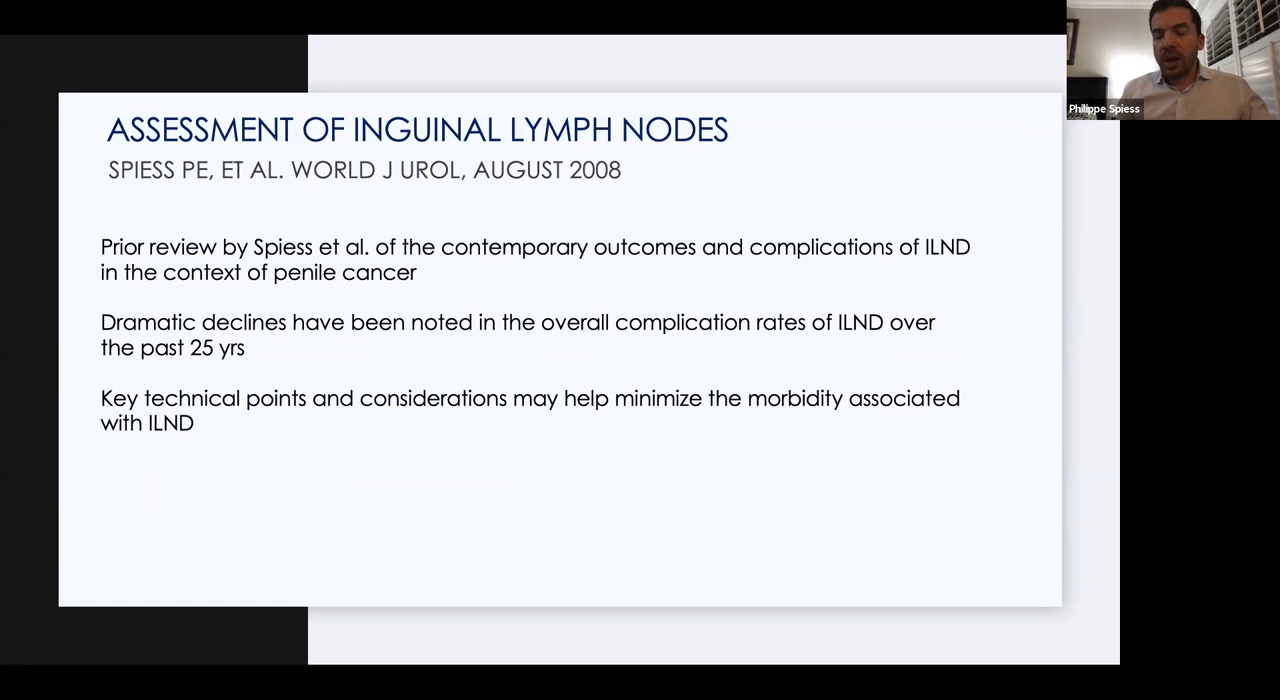 ASSESSMENT OF INGUINAL LYMPH NODES
SPIESS PE, ET AL. WORLD J UROL, AUGUST 2008
Prior review by Spiess et al. of the contemporary outcomes and complications of ILND
in the context of penile cancer
Dramatic declines have been noted in the overall complication rates of ILND over
the past 25 yrs
Key technical points and considerations may help minimize the morbidity associated
with ILND
Philippe Spiess